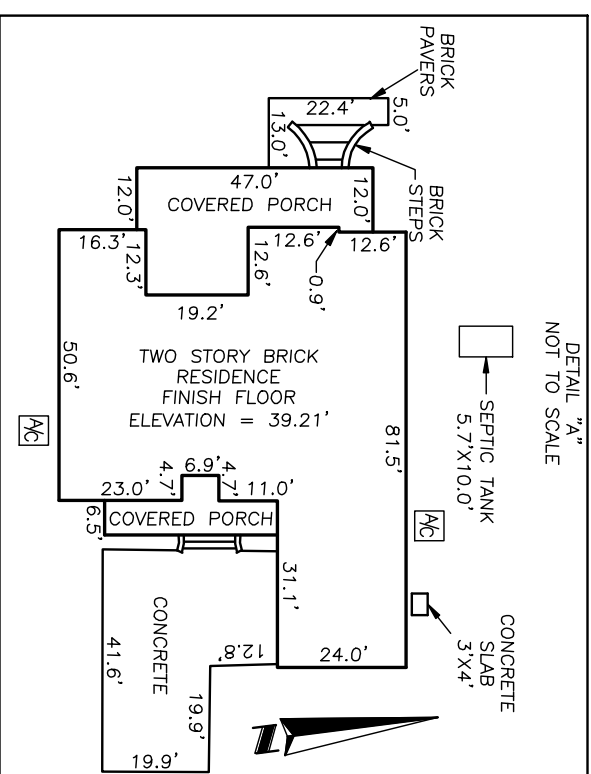 DETAIL "A"
NOT TO SCALE
BRICK
PAVERS
22.4'
5.0'
13.0'
BRICK
STEPS
12.0'
47.0'
12.0'
COVERED PORCH
16.3'
12.3'
19.2'
12.6'
12.6'
0.9'
12.6'
SEPTIC TANK
5.7'X10.0'
TWO STORY BRICK
RESIDENCE
FINISH FLOOR
ELEVATION = 39.21'
50.6'
81.5'
A/C
A/C
23.0'
4.7'
6.9'
4.7'
11.0'
6.5'
COVERED PORCH
31.1'
24.0'
CONCRETE
SLAB
3'X4'
CONCRETE
41.6'
12.8'
19.9'
19.9'
N